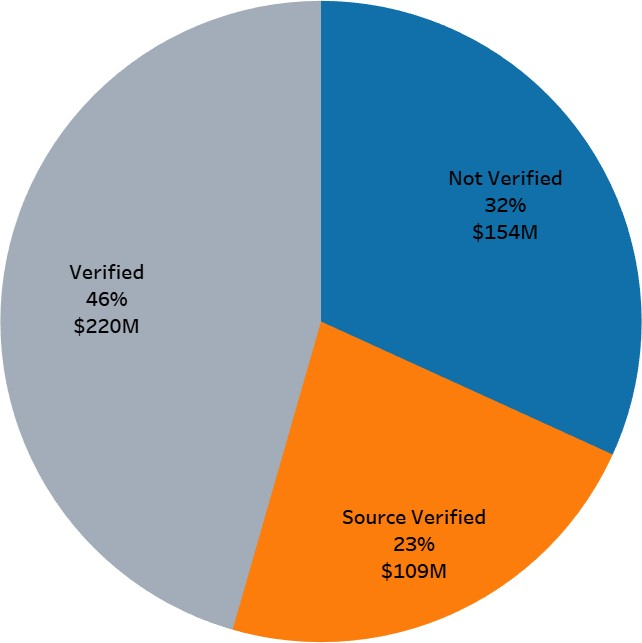 Not Verified
32%
$154M
Verified
46%
$220M
Source Verified
23%
$109M